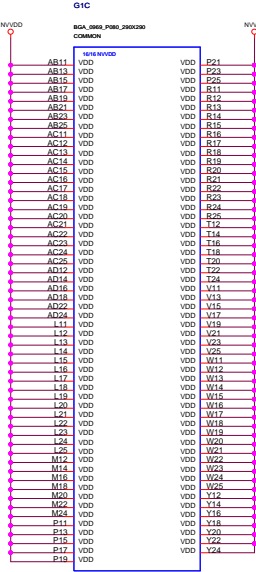 G1C
BGA_0969_P080_290X290
COMMON
NVVDD
NVV
16/16 NVVDD
AB11 VDD VDD P21
AB13 VDD VDD P23
AB15 VDD VDD P25
AB17 VDD VDD R11
AB19 VDD VDD R12
AB21 VDD VDD R13
AB23 VDD VDD R14
AB25 VDD VDD R15
AC11 VDD VDD R16
AC12 VDD VDD R17
AC13 VDD VDD R18
AC14 VDD VDD R19
AC15 VDD VDD R20
AC16 VDD VDD R21
AC17 VDD VDD R22
AC18 VDD VDD R23
AC19 VDD VDD R24
AC20 VDD VDD R25
AC21 VDD VDD T12
AC22 VDD VDD T14
AC23 VDD VDD T16
AC24 VDD VDD T18
AC25 VDD VDD T20
AD12 VDD VDD T22
AD14 VDD VDD T24
AD16 VDD VDD V11
AD18 VDD VDD V13
AD22 VDD VDD V15
AD24 VDD VDD V17
L11 VDD VDD V19
L12 VDD VDD V21
L13 VDD VDD V23
L14 VDD VDD V25
L15 VDD VDD W11
L16 VDD VDD W12
L17 VDD VDD W13
L18 VDD VDD W14
L19 VDD VDD W15
L20 VDD VDD W16
L21 VDD VDD W17
L22 VDD VDD W18
L23 VDD VDD W19
L24 VDD VDD W20
L25 VDD VDD W21
M12 VDD VDD W22
M14 VDD VDD W23
M16 VDD VDD W24
M18 VDD VDD W25
M20 VDD VDD Y12
M22 VDD VDD Y14
M24 VDD VDD Y16
P11 VDD VDD Y18
P13 VDD VDD Y20
P15 VDD VDD Y22
P17 VDD VDD Y24
P19 VDD